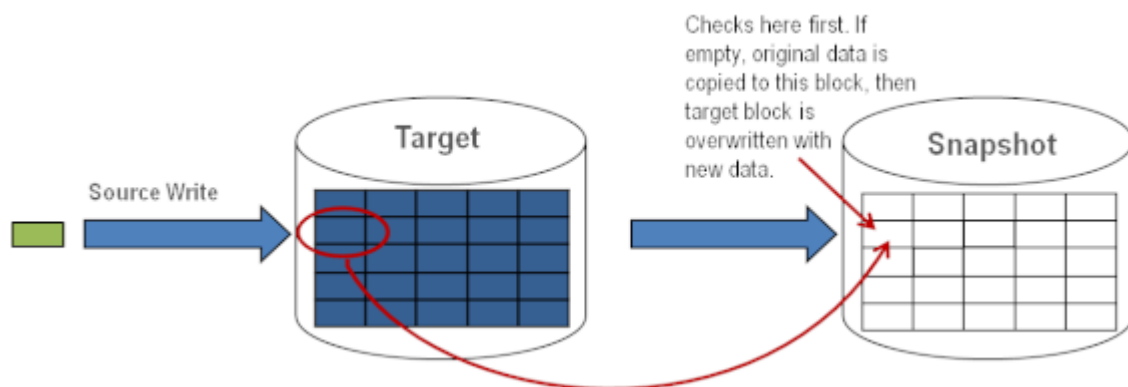 Checks here first. If
empty, original data is
copied to this block, then
target block is
overwritten with
new data.
Target
Snapshot
Source Write